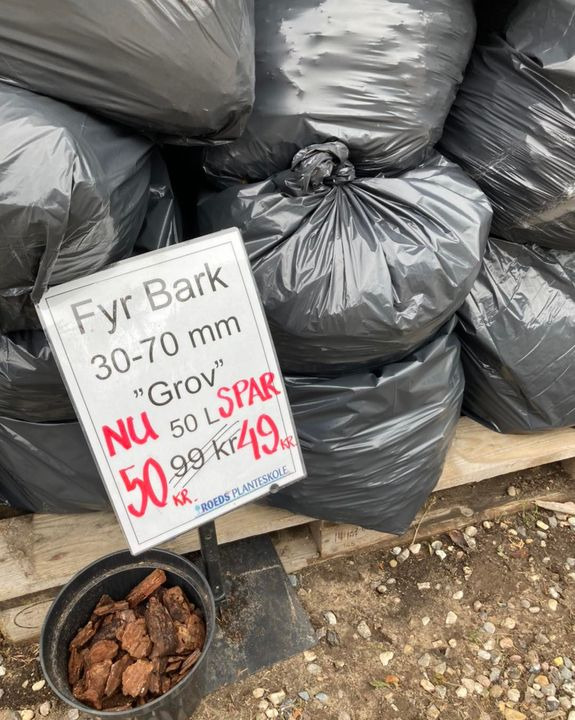 Fyr Bark
30-70 mm
"Grov"
NU 50 L SPAR
50 KR. 99 kr 49 KR
ROEDS PLANTESKOLE